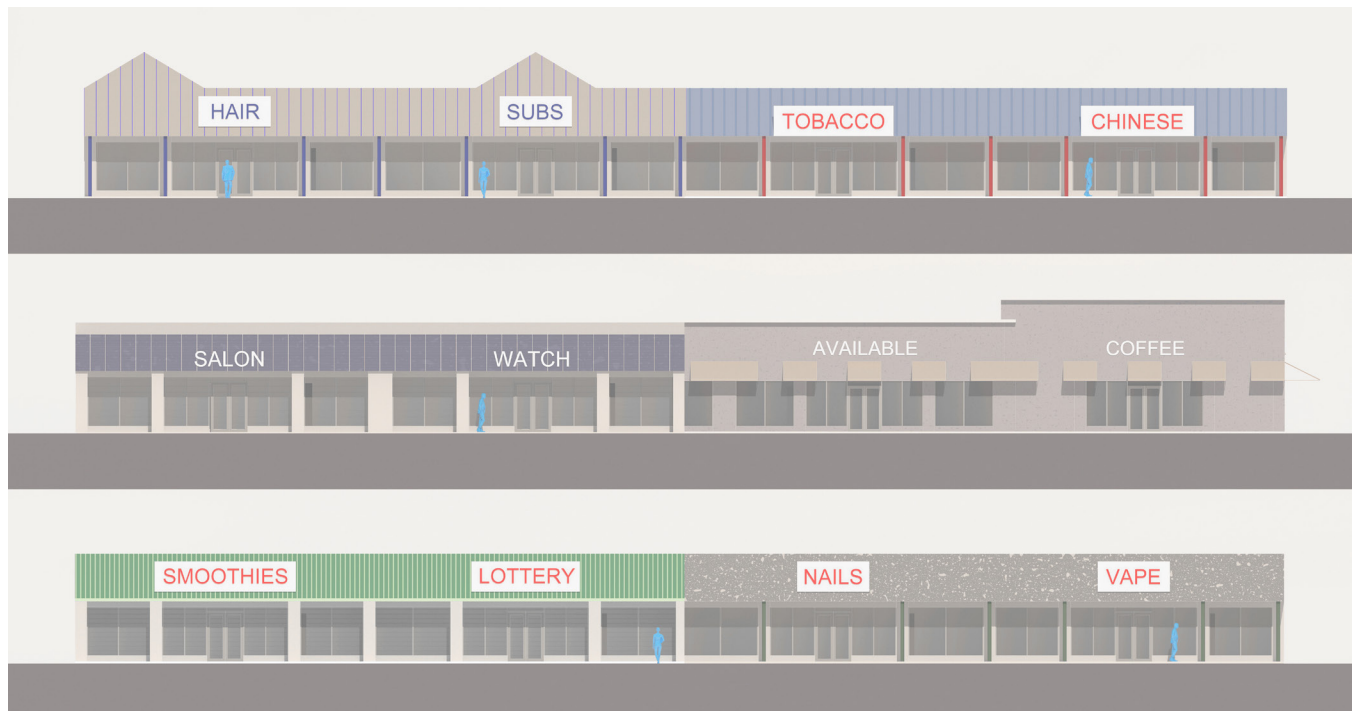 HAIR
SUBS
TOBACCO
CHINESE
SALON
WATCH
AVAILABLE
COFFEE
SMOOTHIES
LOTTERY
NAILS
VAPE